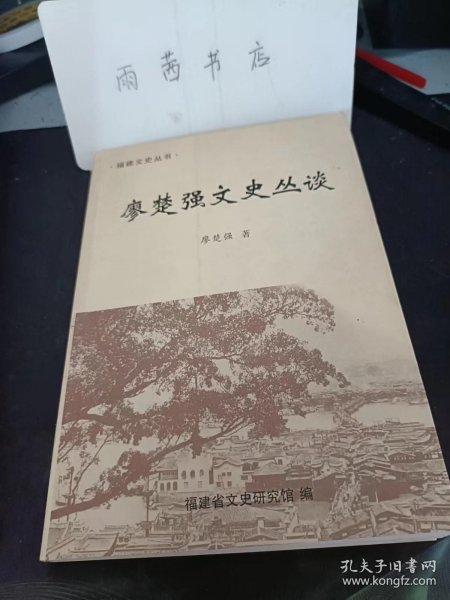 雨茜书店
·福建文史丛书·
廖楚强文史丛谈
廖楚强 著
福建省文史研究馆 编
孔夫子旧书网
www.kongfz.com